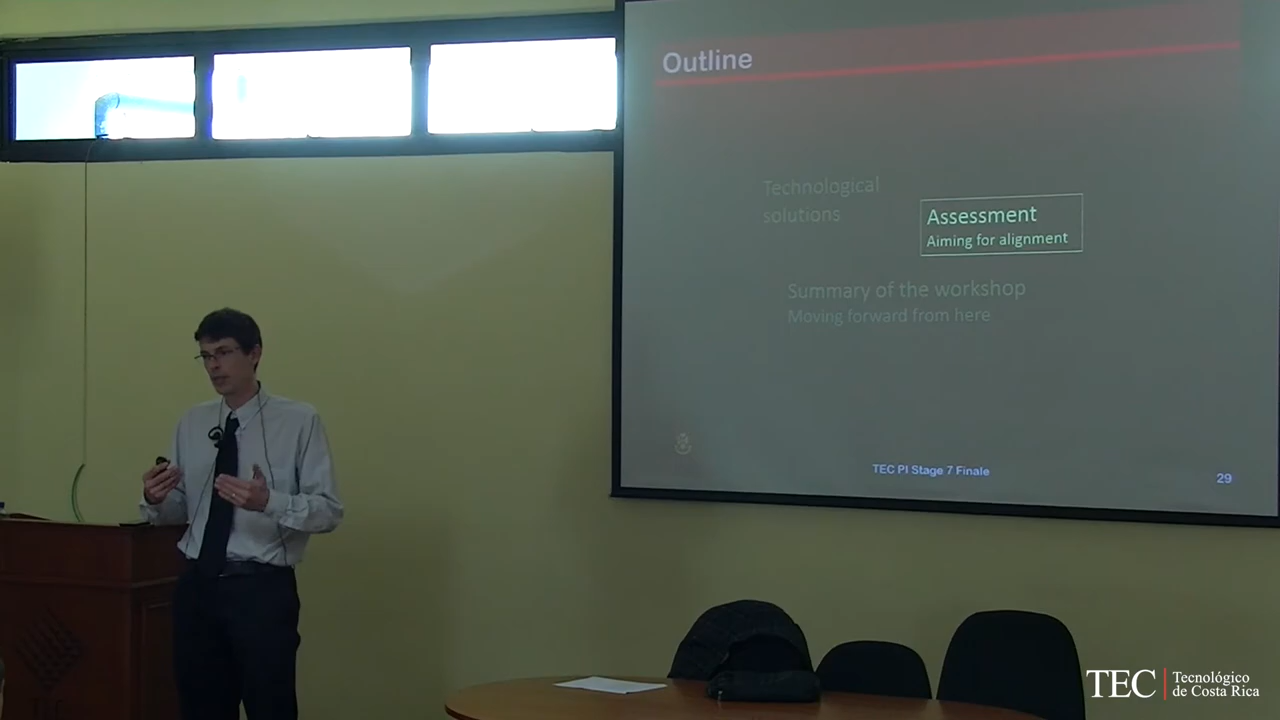 Outline
Technological
solutions
Assessment
Aiming for alignment
Summary of the workshop
Moving forward from here
TEC PI Stage 7 Finale
29
TEC
Tecnológico
de Costa Rica